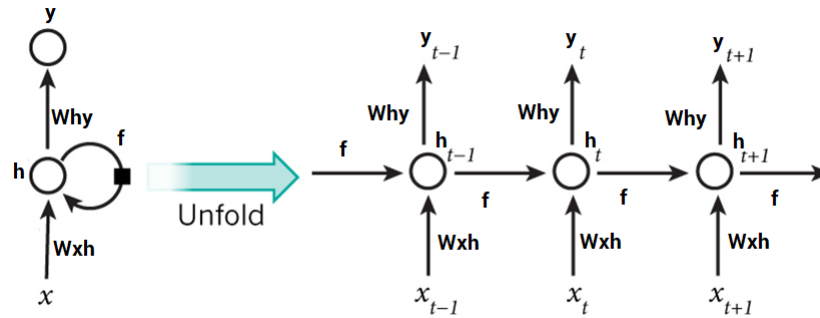 y
Why
f
h
Wxh
x
Unfold
y t−1
y t
y t+1
Why
Why
Why
f
h t−1
h t
h t+1
f
f
f
Wxh
Wxh
Wxh
x t−1
x t
x t+1